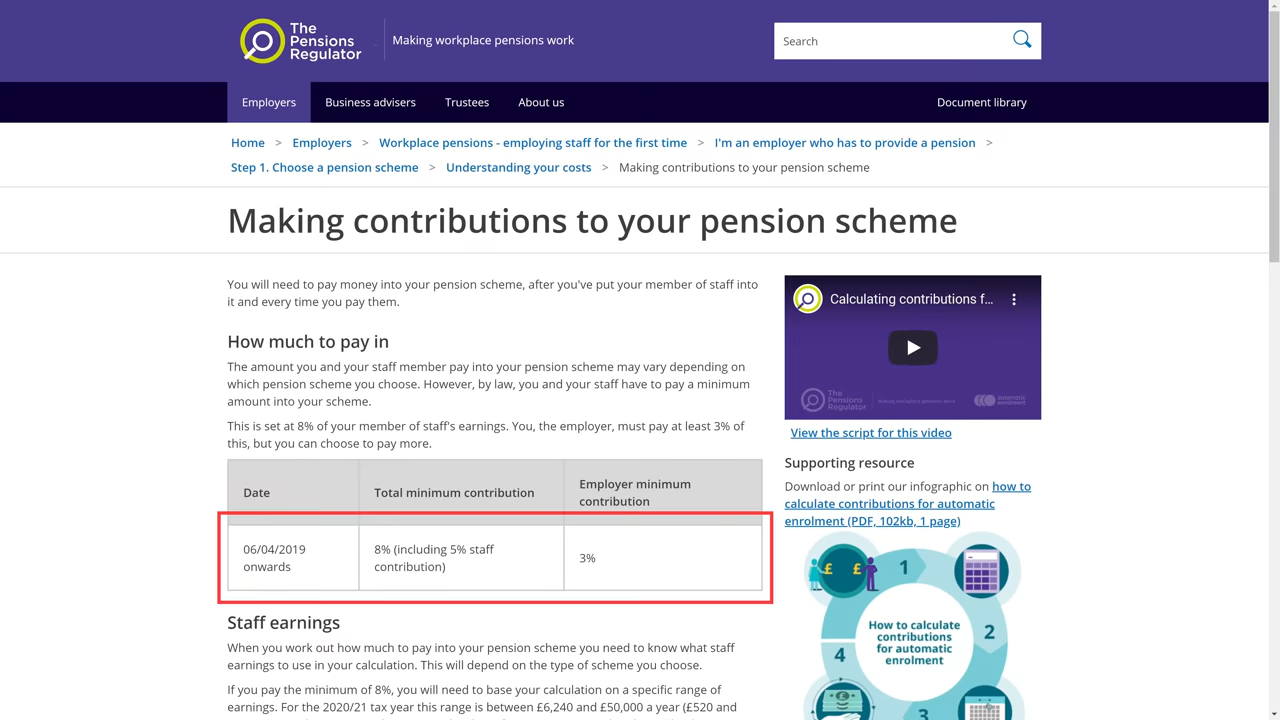 The
Pensions
Regulator
Making workplace pensions work
Search
Employers
Business advisers
Trustees
About us
Document library
Home > Employers > Workplace pensions - employing staff for the first time > I'm an employer who has to provide a pension >
Step 1. Choose a pension scheme > Understanding your costs > Making contributions to your pension scheme
Making contributions to your pension scheme
You will need to pay money into your pension scheme, after you've put your member of staff into
it and every time you pay them.
How much to pay in
The amount you and your staff member pay into your pension scheme may vary depending on
which pension scheme you choose. However, by law, you and your staff have to pay a minimum
amount into your scheme.
This is set at 8% of your member of staff's earnings. You, the employer, must pay at least 3% of
this, but you can choose to pay more.
Date
Total minimum contribution
Employer minimum
contribution
06/04/2019
onwards
8% (including 5% staff
contribution)
3%
Staff earnings
When you work out how much to pay into your pension scheme you need to know what staff
earnings to use in your calculation. This will depend on the type of scheme you choose.
If you pay the minimum of 8%, you will need to base your calculation on a specific range of
earnings. For the 2020/21 tax year this range is between £6,240 and £50,000 a year (£520 and
Calculating contributions f...
The
Pensions
Regulator
Making workplace pensions work
automatic
enrolment
View the script for this video
Supporting resource
Download or print our infographic on how to
calculate contributions for automatic
enrolment (PDF, 102kb, 1 page)
£ £
1
2
How to calculate
contributions
for automatic
enrolment
4
3